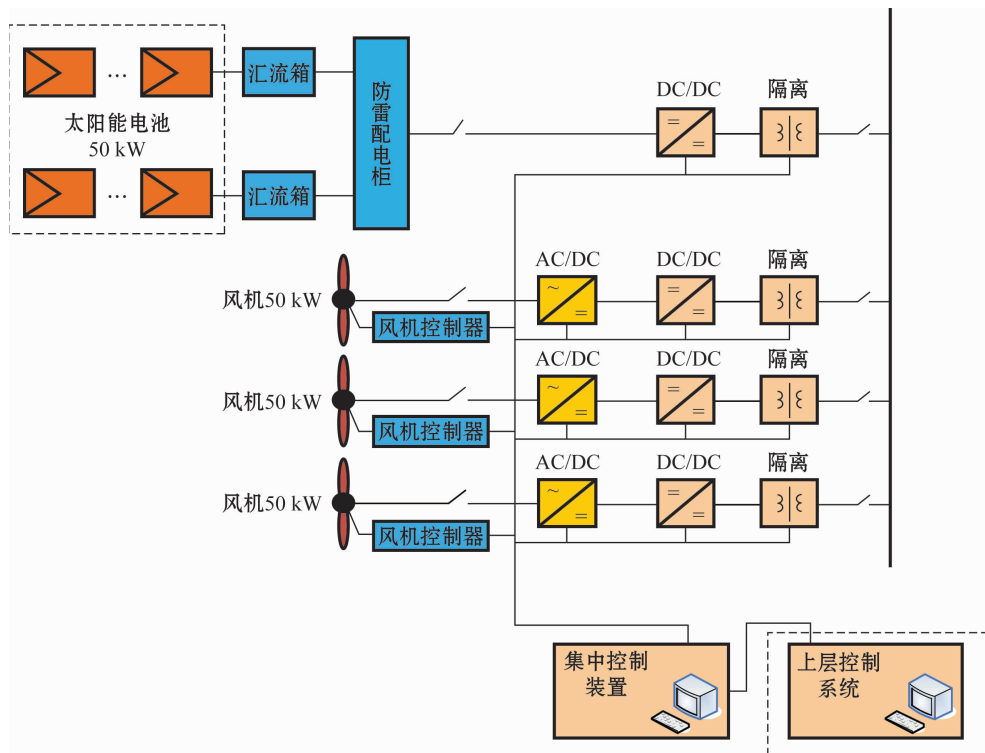 汇流箱
太阳能电池
50 kW
汇流箱
防雷配电柜
DC/DC
隔离
风机50 kW
风机控制器
AC/DC
DC/DC
隔离
风机50 kW
风机控制器
AC/DC
DC/DC
隔离
风机50 kW
风机控制器
AC/DC
DC/DC
隔离
集中控制
装置
上层控制
系统